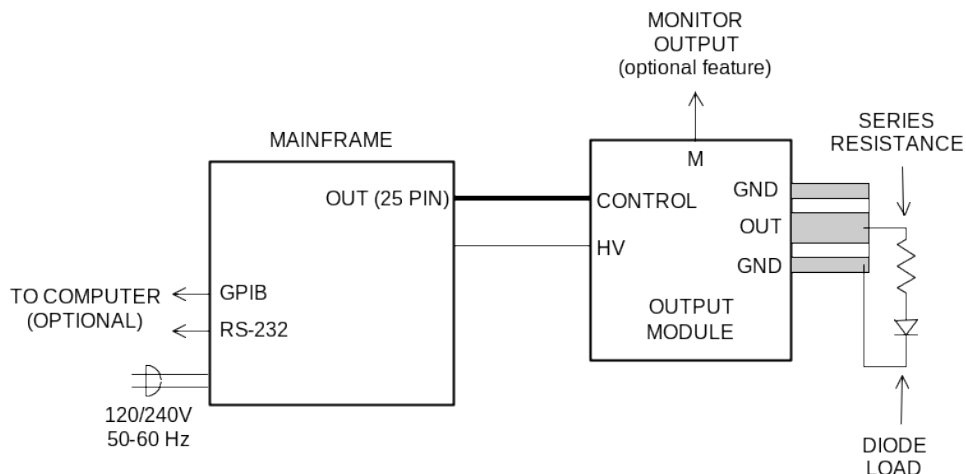 MONITOR
OUTPUT
(optional feature)
SERIES
RESISTANCE
MAINFRAME
M
OUT (25 PIN)
CONTROL
GND
OUT
HV
GND
TO COMPUTER
(OPTIONAL)
GPIB
RS-232
OUTPUT
MODULE
120/240V
50-60 Hz
DIODE
LOAD